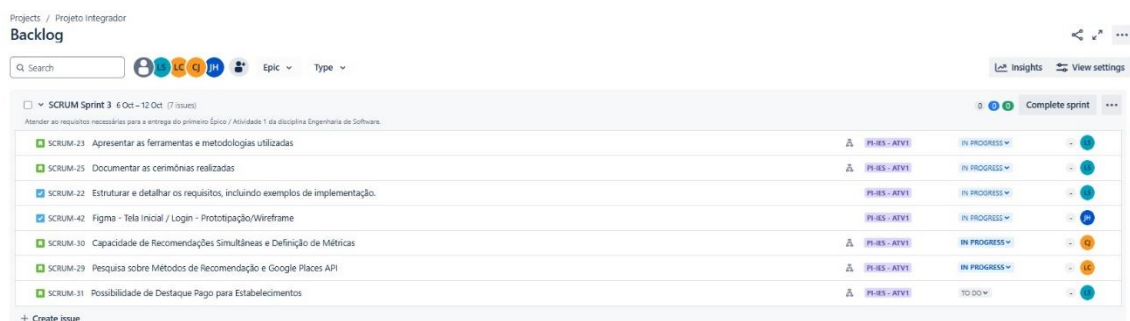 Projects / Projeto Integrador
Backlog
Search LS LC CJ JH Epic Type Insights View settings
SCRUM Sprint 3 6 Oct – 12 Oct (7 issues) 0 0 0 Complete sprint
Atender ao requisitos necessárias para a entrega do primeiro Épico / Atividade 1 da disciplina Engenharia de Software.
SCRUM-23 Apresentar as ferramentas e metodologias utilizadas PI-IES - ATV1 IN PROGRESS - LS
SCRUM-25 Documentar as cerimônias realizadas PI-IES - ATV1 IN PROGRESS - LS
SCRUM-22 Estruturar e detalhar os requisitos, incluindo exemplos de implementação. PI-IES - ATV1 IN PROGRESS - LS
SCRUM-42 Figma - Tela Inicial / Login - Prototipação/Wireframe PI-IES - ATV1 IN PROGRESS - JH
SCRUM-30 Capacidade de Recomendações Simultâneas e Definição de Métricas PI-IES - ATV1 IN PROGRESS - CJ
SCRUM-29 Pesquisa sobre Métodos de Recomendação e Google Places API PI-IES - ATV1 IN PROGRESS - LC
SCRUM-31 Possibilidade de Destaque Pago para Estabelecimentos PI-IES - ATV1 TO DO - LS
+ Create issue